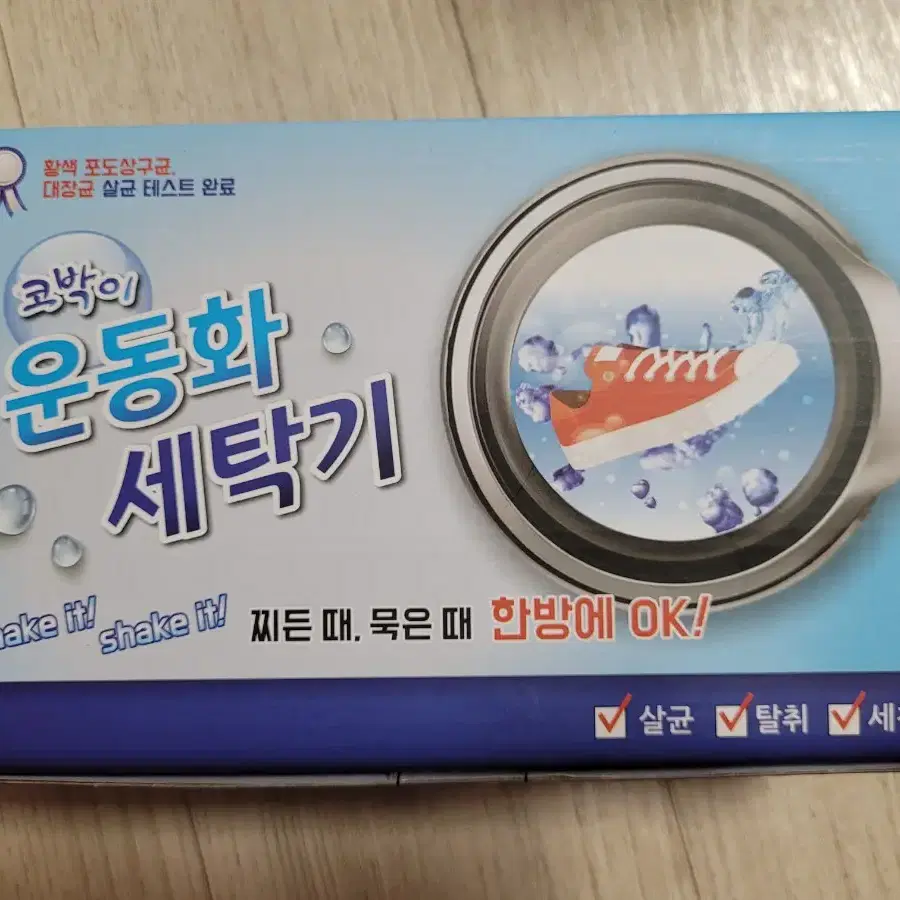 황색 포도상구균,
대장균 살균 테스트 완료
코박이
운동화
세탁기
shake it!
찌든 때, 묵은 때 한방에 OK!
살균 탈취